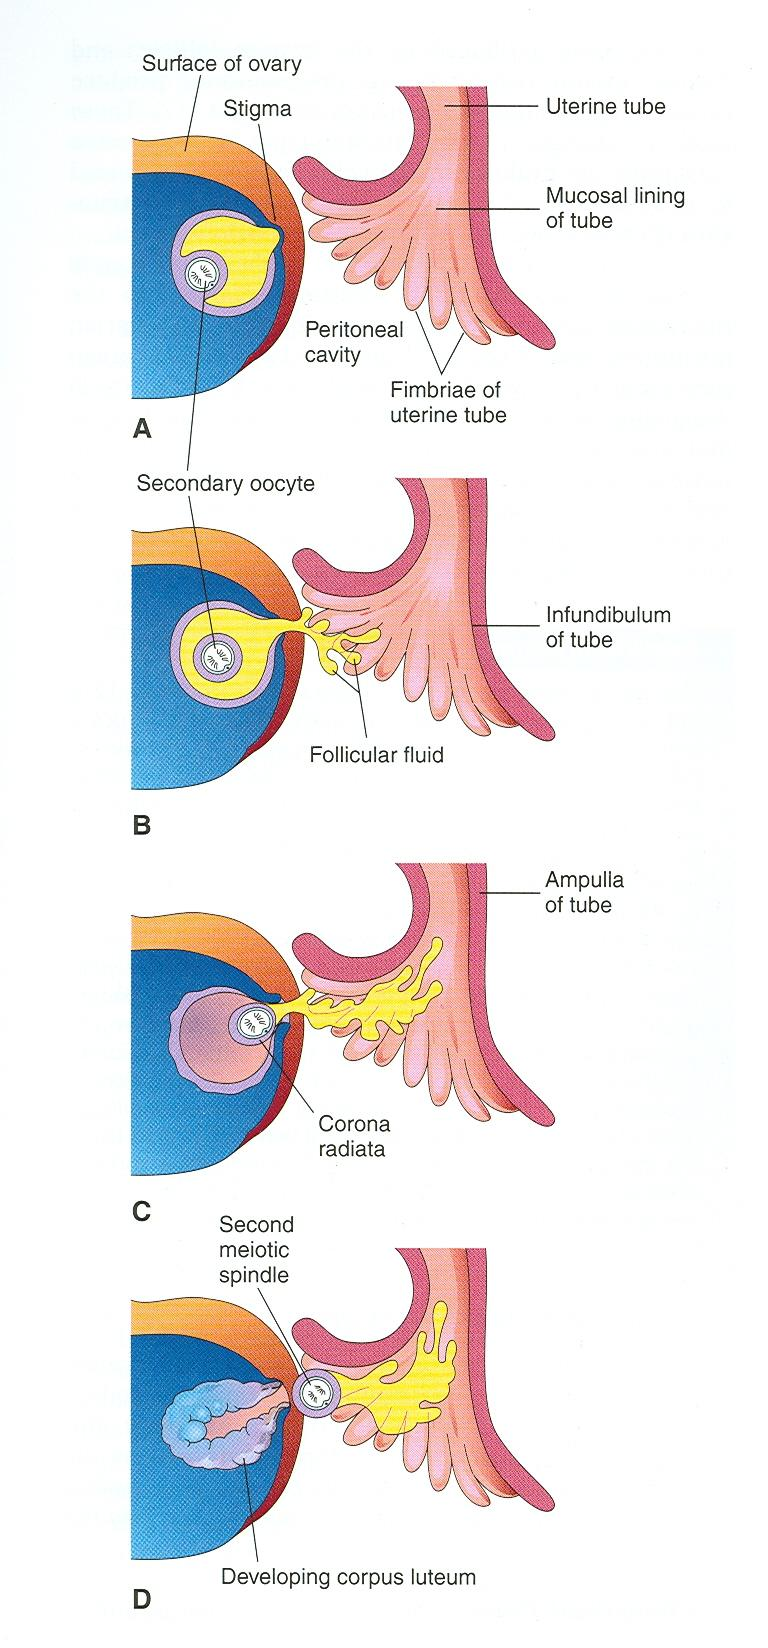 Surface of ovary
Stigma
Uterine tube
Mucosal lining
of tube
Peritoneal
cavity
Fimbriae of
uterine tube
A
Secondary oocyte
Infundibulum
of tube
Follicular fluid
B
Ampulla
of tube
Corona
radiata
C
Second
meiotic
spindle
Developing corpus luteum
D